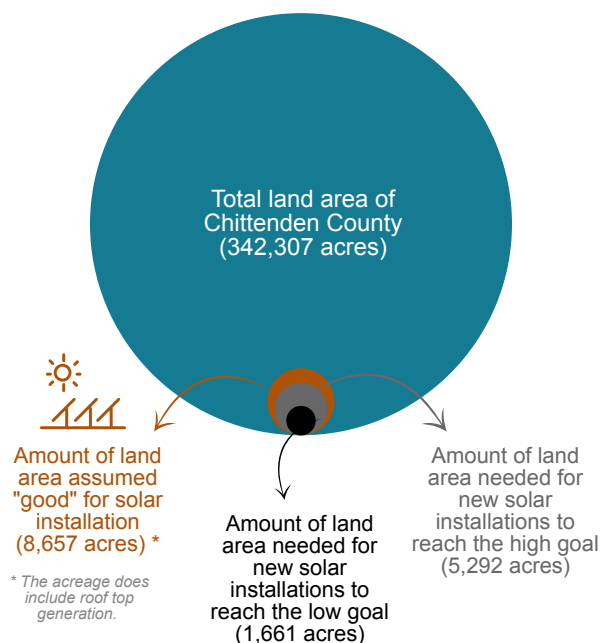 Total land area of
Chittenden County
(342,307 acres)
Amount of land
area assumed
"good" for solar
installation
(8,657 acres) *
* The acreage does
include roof top
generation.
Amount of land
area needed for
new solar
installations to
reach the low goal
(1,661 acres)
Amount of land
area needed for
new solar
installations to
reach the high goal
(5,292 acres)